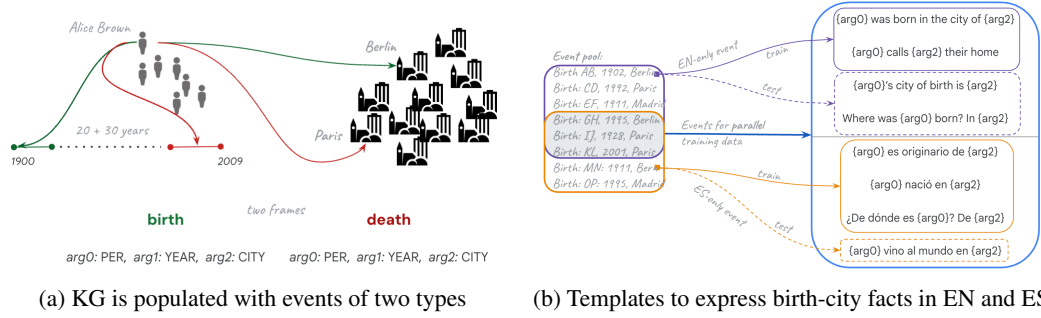 Alice Brown
Berlin
Paris
20 + 30 years
1900
2009
two frames
birth
death
arg0: PER, arg1: YEAR, arg2: CITY
arg0: PER, arg1: YEAR, arg2: CITY
(a) KG is populated with events of two types
Event pool:
Birth AB, 1902, Berlin
Birth: CD, 1992, Paris
Birth: EF, 1911, Madrid
Birth: GH, 1995, Berlin
Birth: IJ, 1928, Paris
Birth: KL, 2001, Paris
Birth: MN: 1911, Berlin
Birth: OP: 1995, Madrid
EN-only event
train
test
Events for parallel
training data
ES-only event
train
test
{arg0} was born in the city of {arg2}
{arg0} calls {arg2} their home
{arg0}'s city of birth is {arg2}
Where was {arg0} born? In {arg2}
{arg0} es originario de {arg2}
{arg0} nació en {arg2}
¿De dónde es {arg0}? De {arg2}
{arg0} vino al mundo en {arg2}
(b) Templates to express birth-city facts in EN and ES